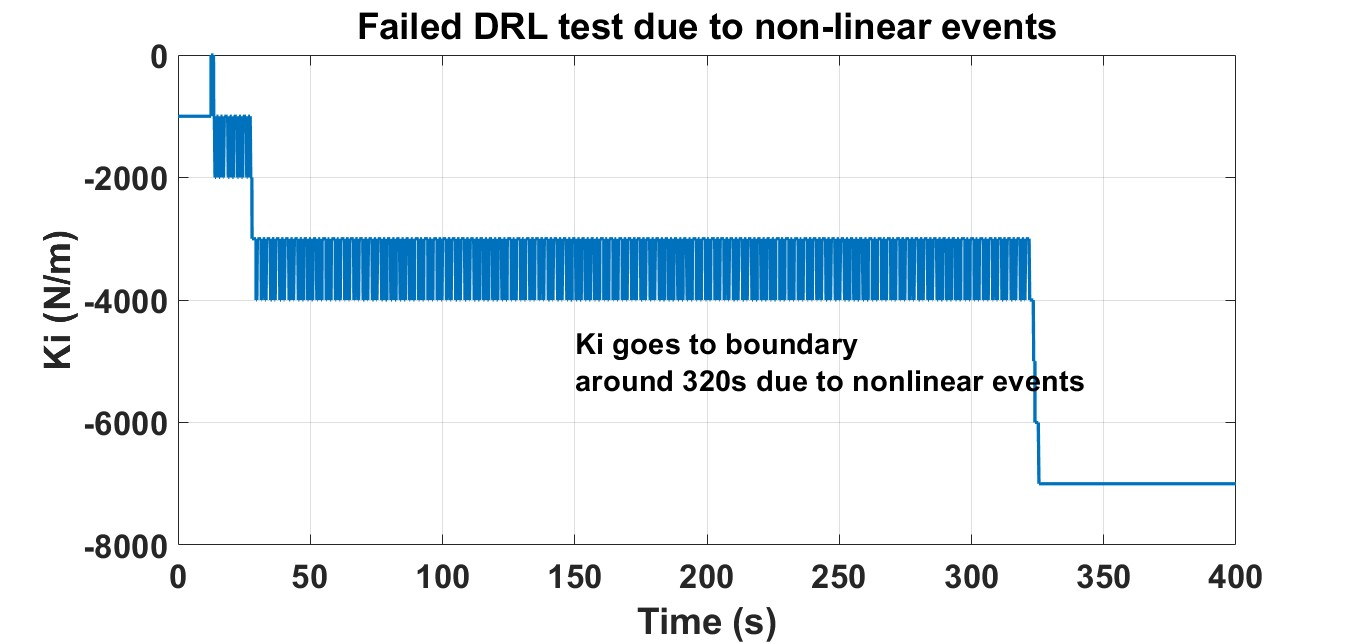 Failed DRL test due to non-linear events
0
-2000
-4000
-6000
-8000
Ki (N/m)
Ki goes to boundary
around 320s due to nonlinear events
0 50 100 150 200 250 300 350 400
Time (s)